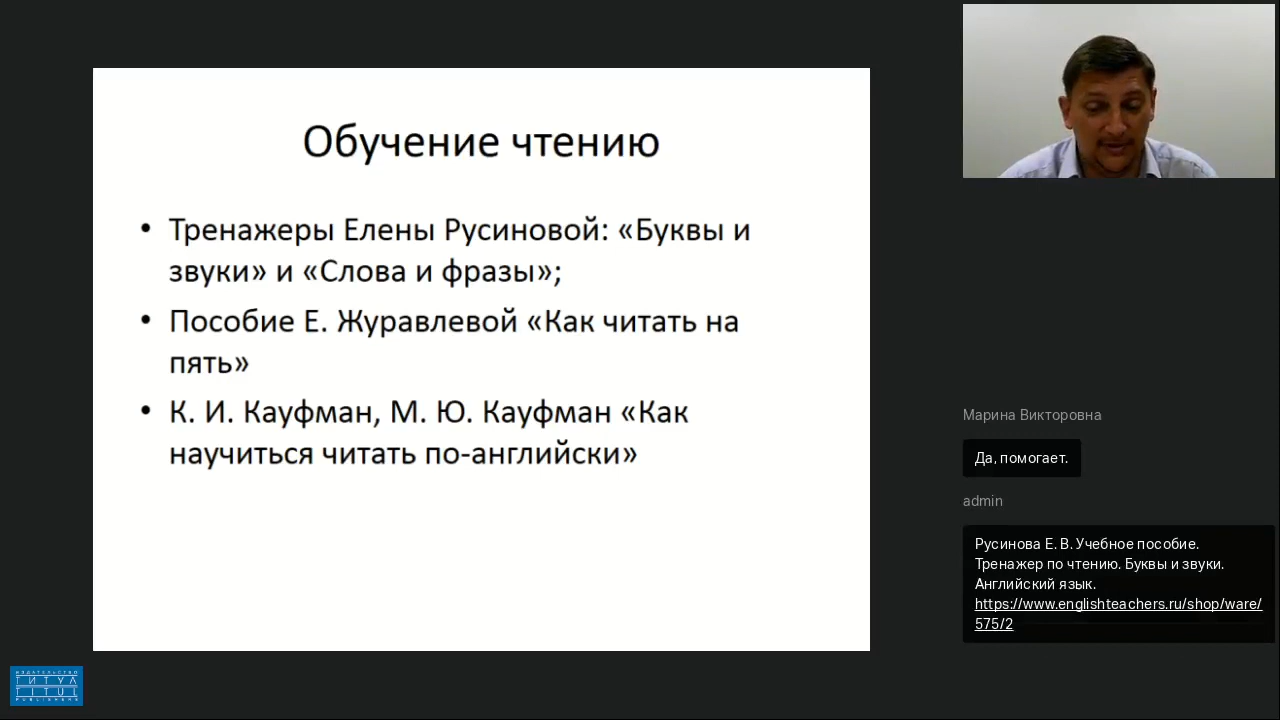 Обучение чтению
• Тренажеры Елены Русиновой: «Буквы и
звуки» и «Слова и фразы»;
• Пособие Е. Журавлевой «Как читать на
пять»
• К. И. Кауфман, М. Ю. Кауфман «Как
научиться читать по-английски»
Марина Викторовна
Да, помогает.
admin
Русинова Е. В. Учебное пособие.
Тренажер по чтению. Буквы и звуки.
Английский язык.
https://www.englishteachers.ru/shop/ware/
575/2
ИЗДАТЕЛЬСТВО
ТИТУЛ
TITUL
PUBLISHERS